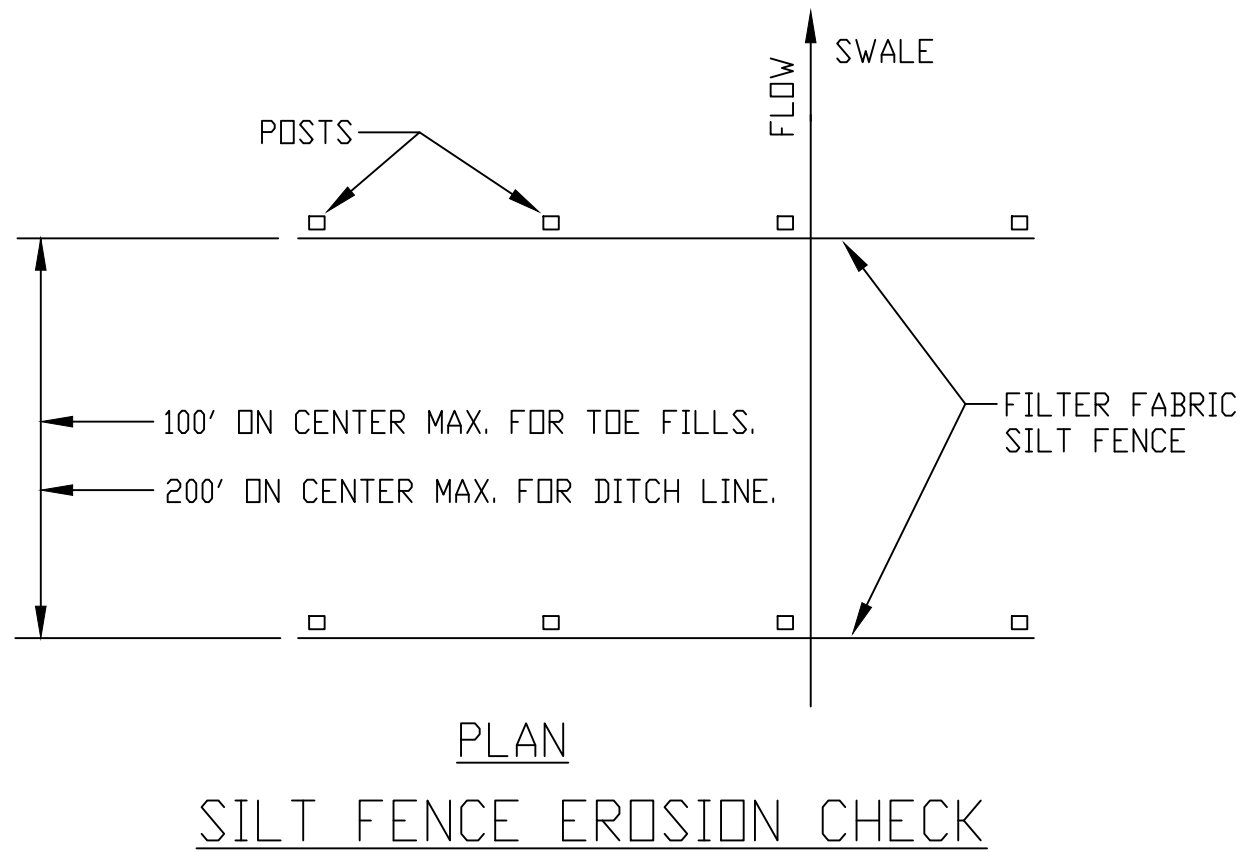 SWALE
FLOW
POSTS
100' ON CENTER MAX. FOR TOE FILLS.
200' ON CENTER MAX. FOR DITCH LINE.
FILTER FABRIC
SILT FENCE
PLAN
SILT FENCE EROSION CHECK